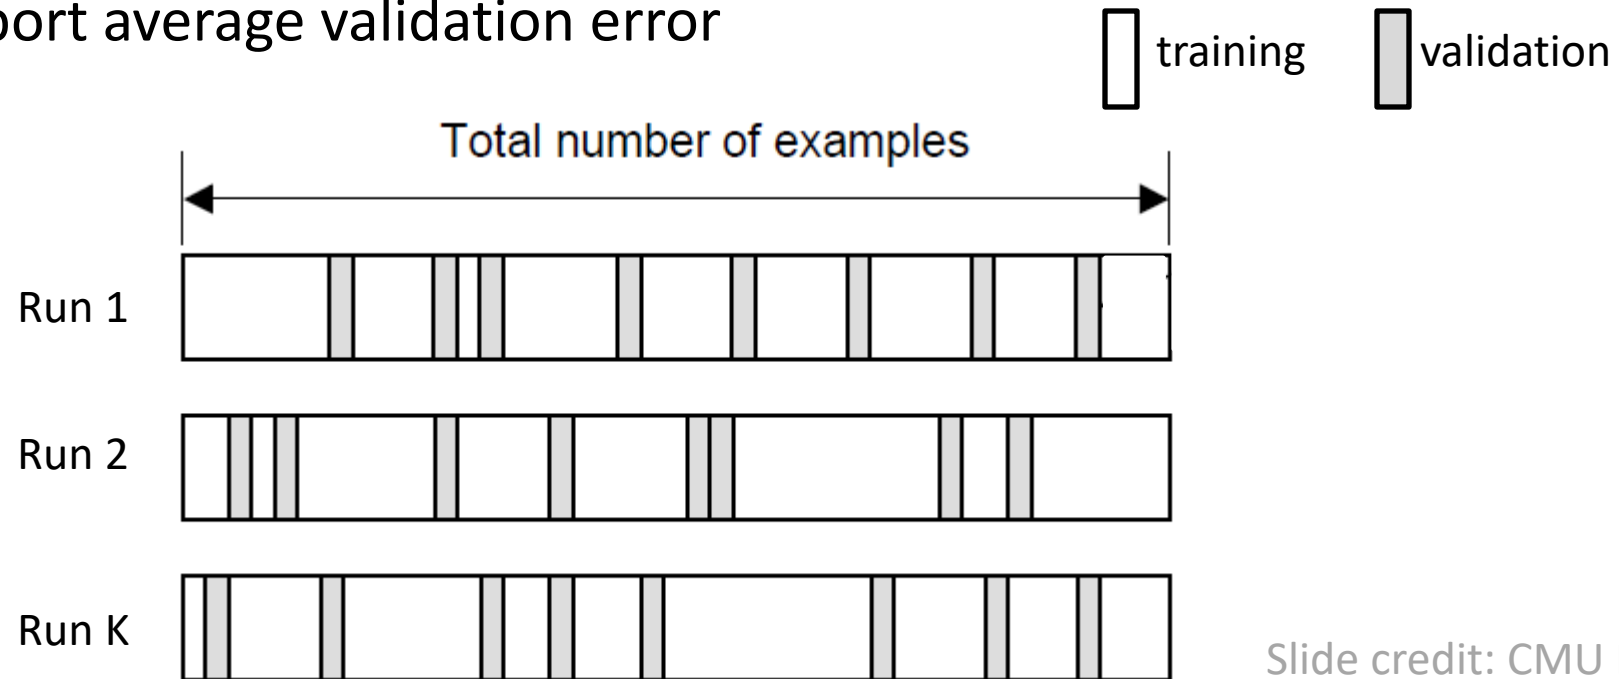 port average validation error
training
validation
Total number of examples
Run 1
Run 2
Run K
Slide credit: CMU